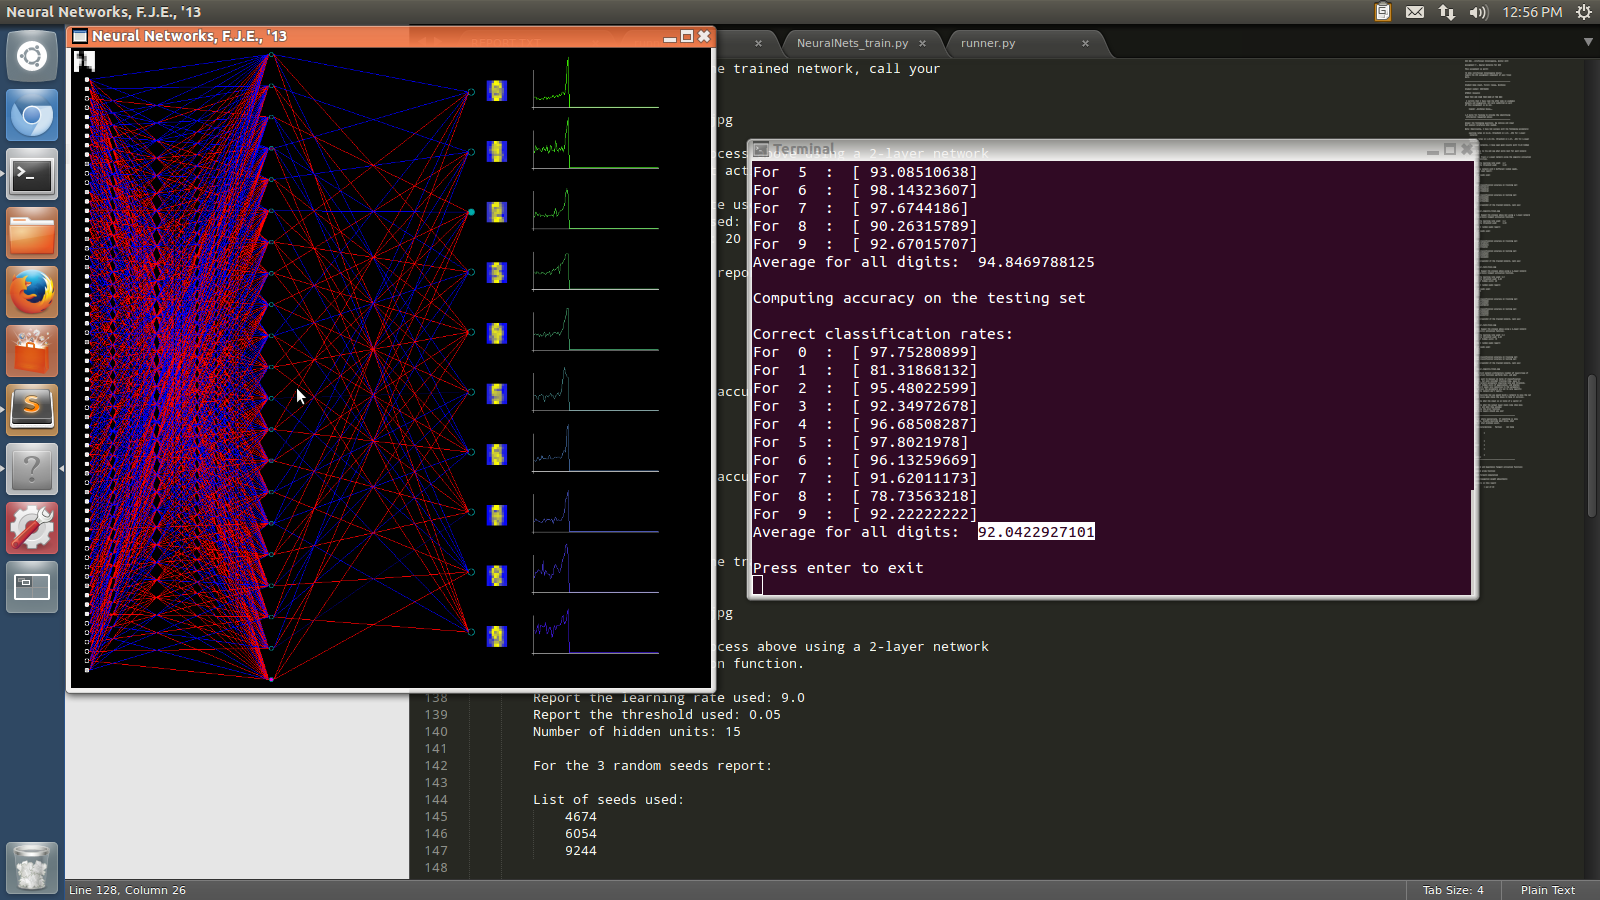 Neural Networks, F.J.E., '13
12:56 PM
Neural Networks, F.J.E., '13
NeuralNets_train.py
runner.py
e trained network, call your
pg
Terminal
cess above using a 2-layer network
act
e us
ed:
20
repo
accu
accu
e tr
pg
For 5 : [ 93.08510638]
For 6 : [ 98.14323607]
For 7 : [ 97.6744186]
For 8 : [ 90.26315789]
For 9 : [ 92.67015707]
Average for all digits: 94.8469788125
Computing accuracy on the testing set
Correct classification rates:
For 0 : [ 97.75280899]
For 1 : [ 81.31868132]
For 2 : [ 95.48022599]
For 3 : [ 92.34972678]
For 4 : [ 96.68508287]
For 5 : [ 97.8021978]
For 6 : [ 96.13259669]
For 7 : [ 91.62011173]
For 8 : [ 78.73563218]
For 9 : [ 92.22222222]
Average for all digits: 92.0422927101
Press enter to exit
cess above using a 2-layer network
n function.
138 Report the learning rate used: 9.0
139 Report the threshold used: 0.05
140 Number of hidden units: 15
141
142 For the 3 random seeds report:
143
144 List of seeds used:
145 4674
146 6054
147 9244
148
Line 128, Column 26
Tab Size: 4
Plain Text